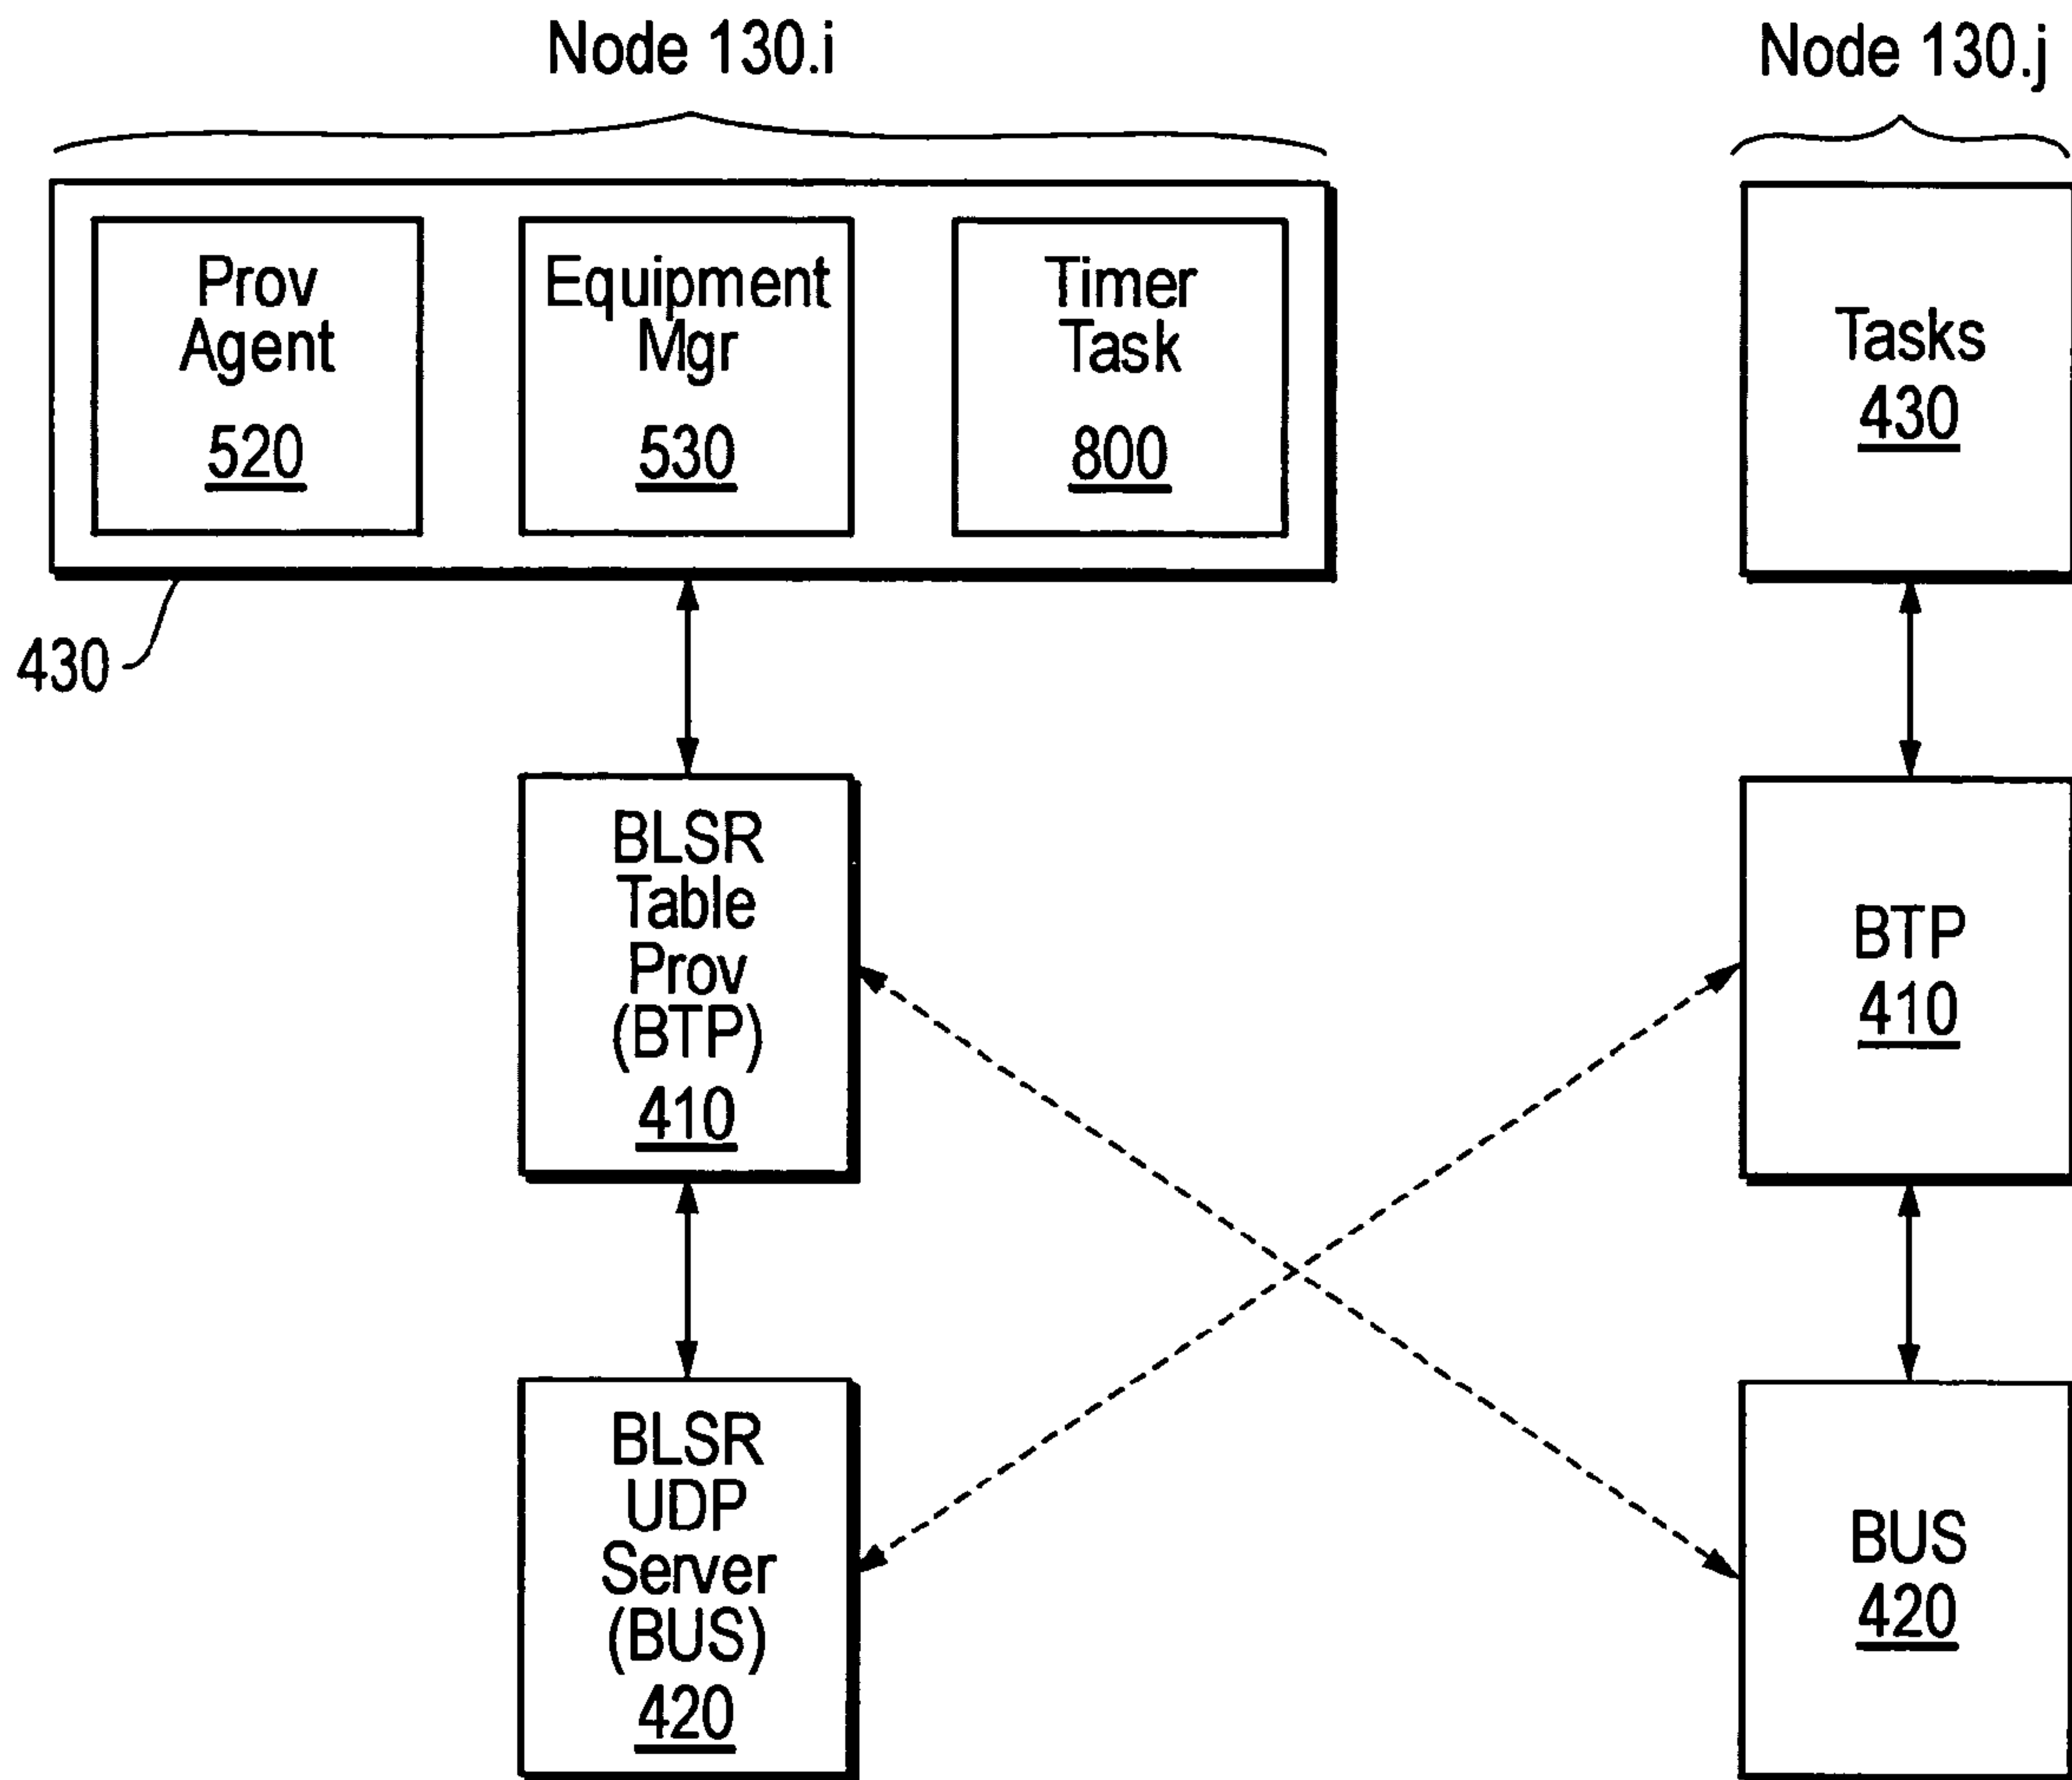 Node 130.i
Node 130.j
Prov
Agent
520
Equipment
Mgr
530
Timer
Task
800
Tasks
430
430
BLSR
Table
Prov
(BTP)
410
BTP
410
BLSR
UDP
Server
(BUS)
420
BUS
420